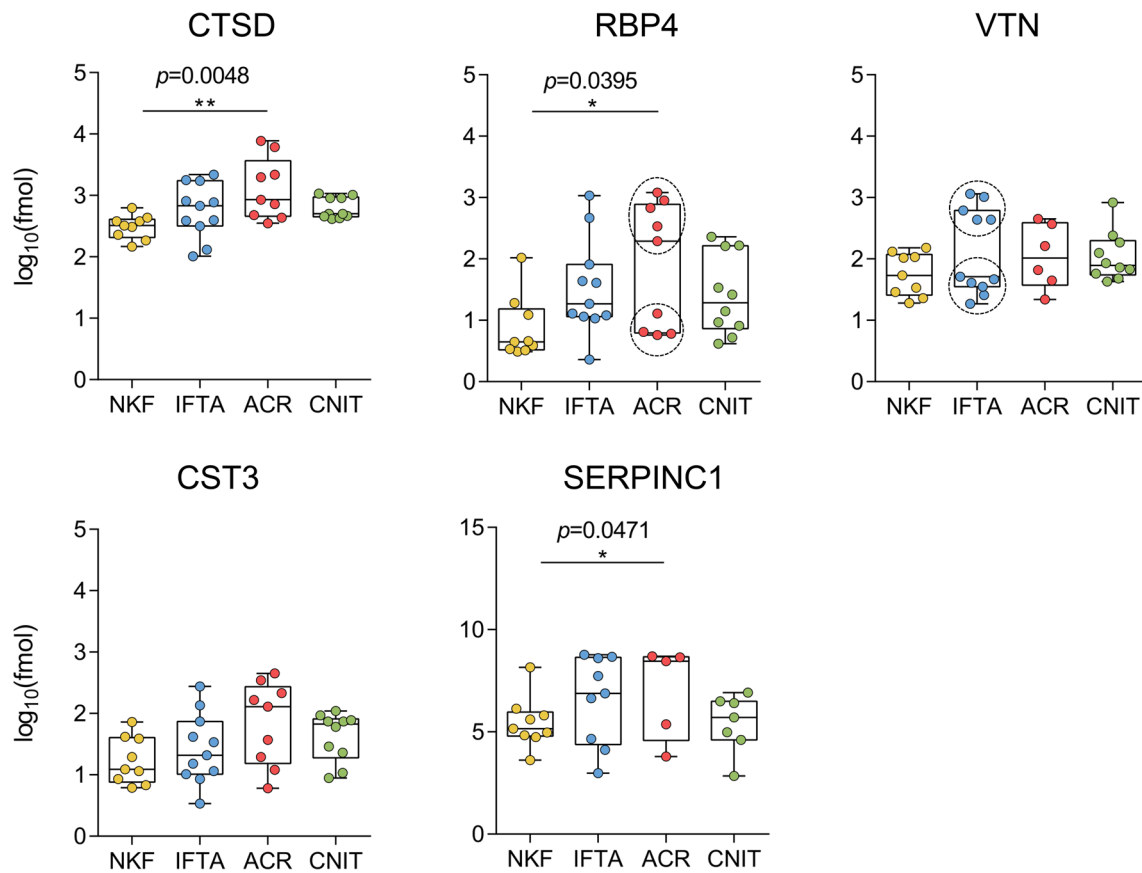 CTSD
RBP4
VTN
log10(fmol)
5
4
3
2
1
0
p=0.0048
**
NKF IFTA ACR CNIT
5
4
3
2
1
0
p=0.0395
*
NKF IFTA ACR CNIT
5
4
3
2
1
0
NKF IFTA ACR CNIT
CST3
SERPINC1
log10(fmol)
5
4
3
2
1
0
NKF IFTA ACR CNIT
15
10
5
0
p=0.0471
*
NKF IFTA ACR CNIT